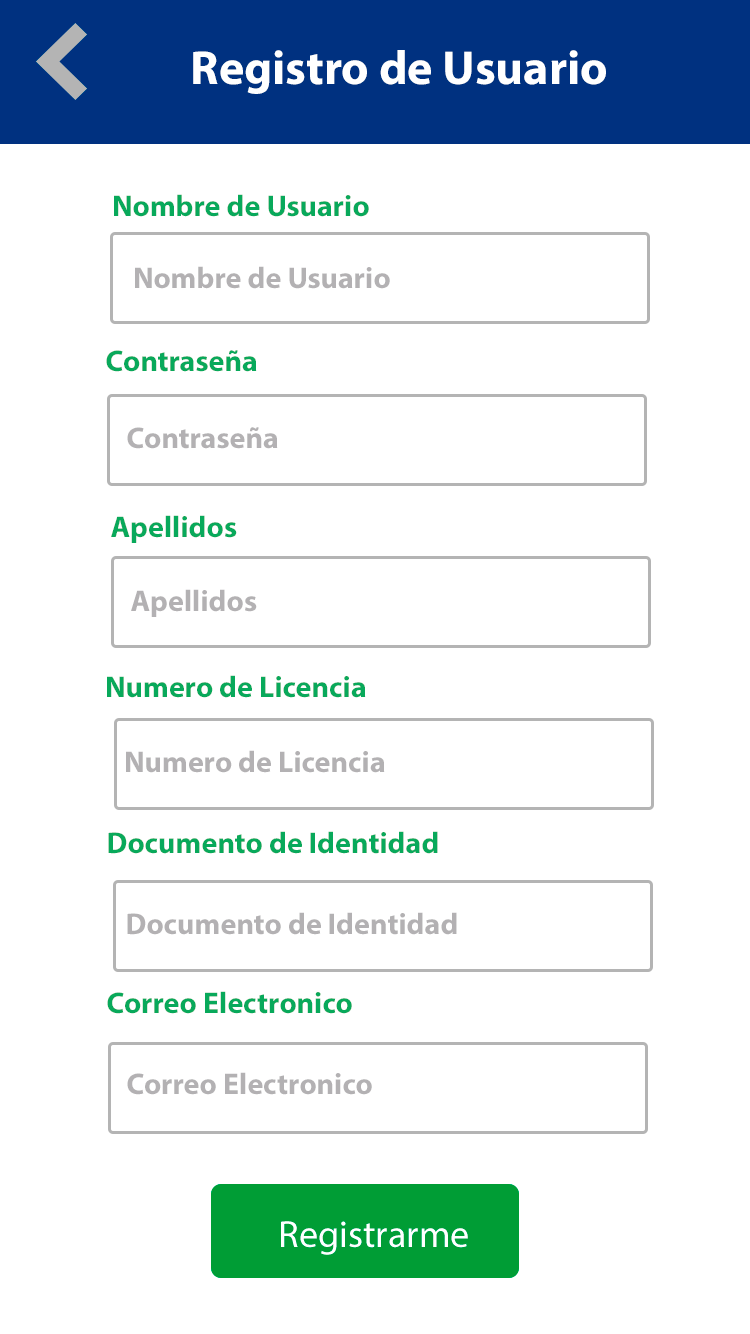 Registro de Usuario
Nombre de Usuario
Nombre de Usuario
Contraseña
Contraseña
Apellidos
Apellidos
Numero de Licencia
Numero de Licencia
Documento de Identidad
Documento de Identidad
Correo Electronico
Correo Electronico
Registrarme